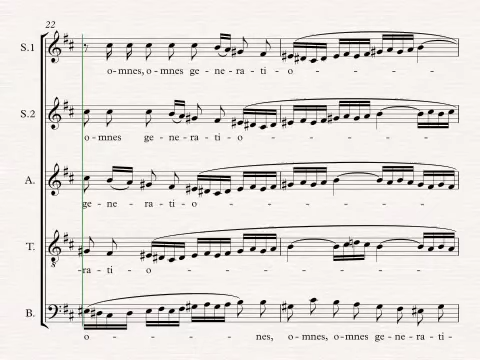 22
S.1
o - mnes, o - mnes ge - ne - ra - ti - o - - - - - - - -
S.2
o - mnes ge - ne - ra - ti - o - - - - - - - -
A.
ge - ne - ra - ti - o - - - - - - - -
T.
-ra - ti - o - - - - - - - -
B.
o - - - - - - nes, o - mnes, o - mnes ge - ne - ra - ti -